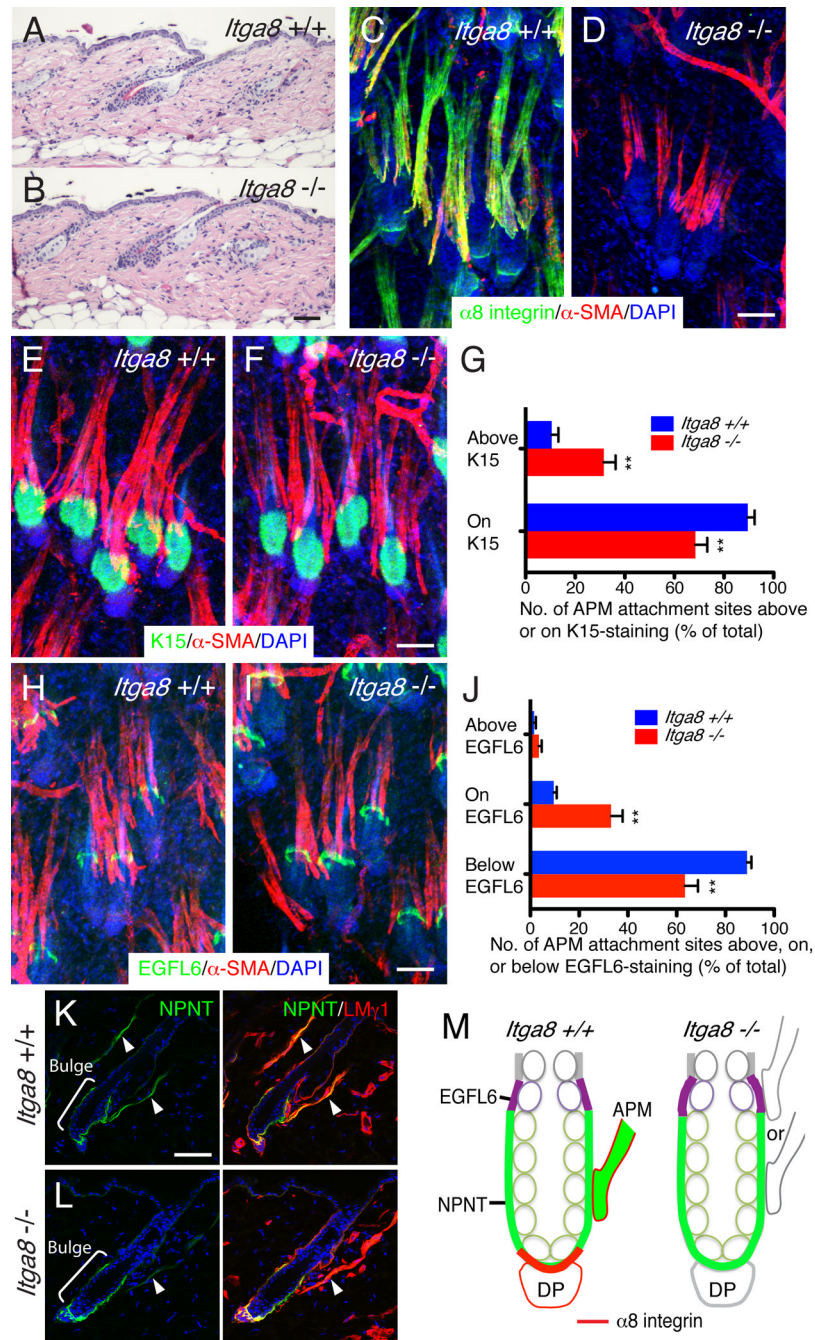 A
Itga8 +/+
B
Itga8 -/-
C
Itga8 +/+
D
Itga8 -/-
α8 integrin/α-SMA/DAPI
E
Itga8 +/+
F
Itga8 -/-
K15/α-SMA/DAPI
G
Itga8 +/+
Itga8 -/-
Above
K15
**
On
K15
**
0 20 40 60 80 100
No. of APM attachment sites above
or on K15-staining (% of total)
H
Itga8 +/+
I
Itga8 -/-
EGFL6/α-SMA/DAPI
J
Itga8 +/+
Itga8 -/-
Above
EGFL6
On
EGFL6
**
Below
EGFL6
**
0 20 40 60 80 100
No. of APM attachment sites above, on,
or below EGFL6-staining (% of total)
Itga8 +/+
K
NPNT
NPNT/LMγ1
Bulge
Itga8 -/-
L
Bulge
M
Itga8 +/+
Itga8 -/-
EGFL6
APM
or
NPNT
DP
DP
α8 integrin